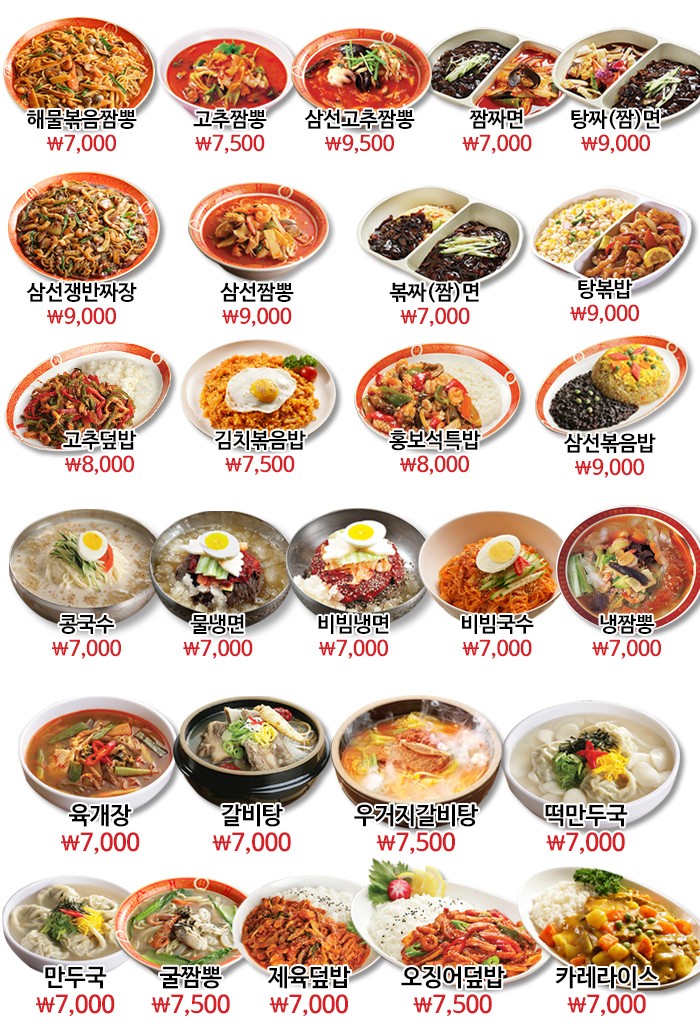 해물볶음짬뽕 고추짬뽕 삼선고추짬뽕 짬짜면 탕짜(짬)면
₩7,000 ₩7,500 ₩9,500 ₩7,000 ₩9,000
삼선쟁반짜장 삼선짬뽕 볶짜(짬)면 탕볶밥
₩9,000 ₩9,000 ₩7,000 ₩9,000
고추덮밥 김치볶음밥 홍보석특밥 삼선볶음밥
₩8,000 ₩7,500 ₩8,000 ₩9,000
콩국수 물냉면 비빔냉면 비빔국수 냉짬뽕
₩7,000 ₩7,000 ₩7,000 ₩7,000 ₩7,000
육개장 갈비탕 우거지갈비탕 떡만두국
₩7,000 ₩7,000 ₩7,500 ₩7,000
만두국 굴짬뽕 제육덮밥 오징어덮밥 카레라이스
₩7,000 ₩7,500 ₩7,000 ₩7,500 ₩7,000